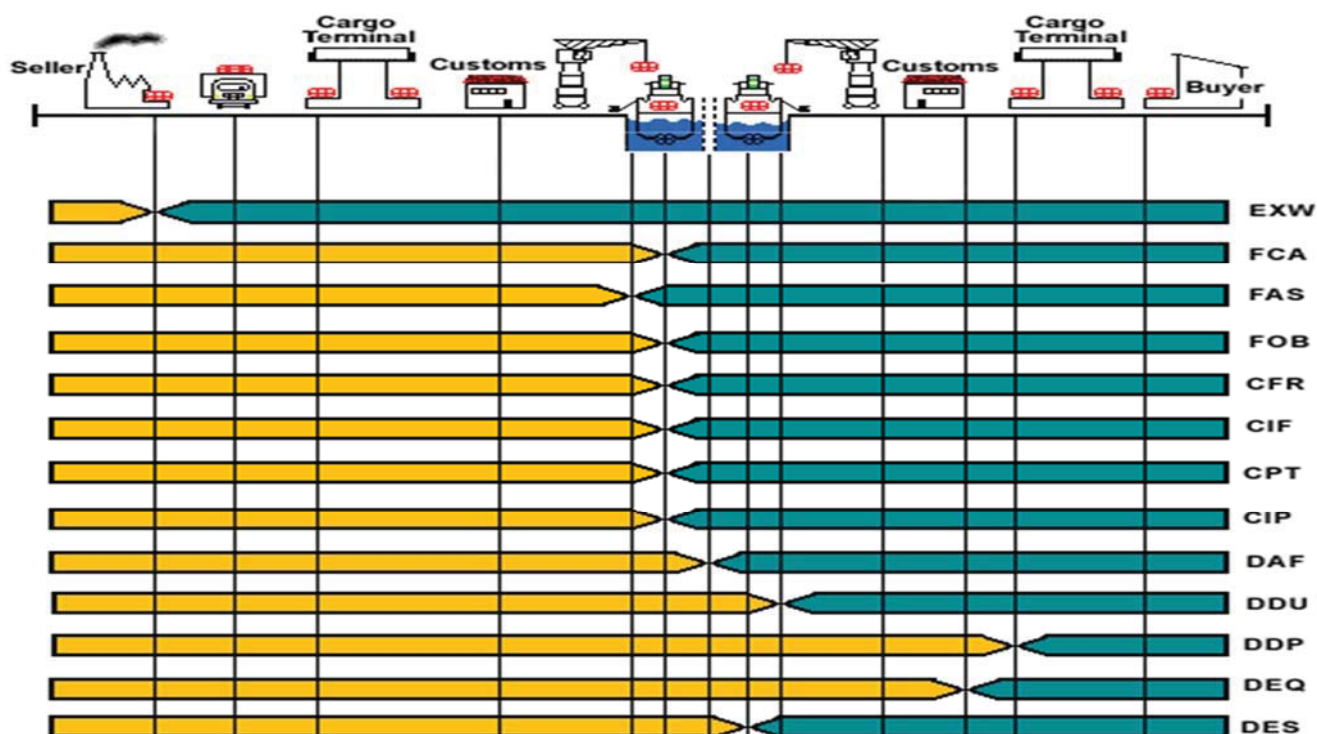 Cargo
Terminal
Cargo
Terminal
Seller
Customs
Customs
Buyer
EXW
FCA
FAS
FOB
CFR
CIF
CPT
CIP
DAF
DDU
DDP
DEQ
DES